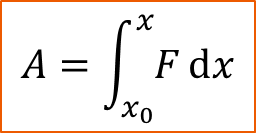 A = ∫_{x₀}^{x} F dx